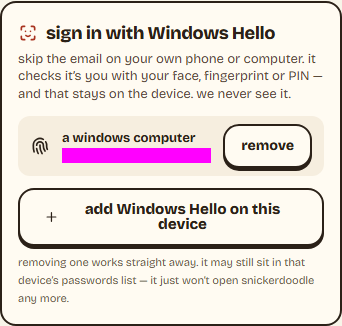 sign in with Windows Hello
skip the email on your own phone or computer. it
checks it’s you with your face, fingerprint or PIN —
and that stays on the device. we never see it.
a windows computer
remove
+ add Windows Hello on this
device
removing one works straight away. it may still sit in that
device’s passwords list — it just won’t open snickerdoodle
any more.